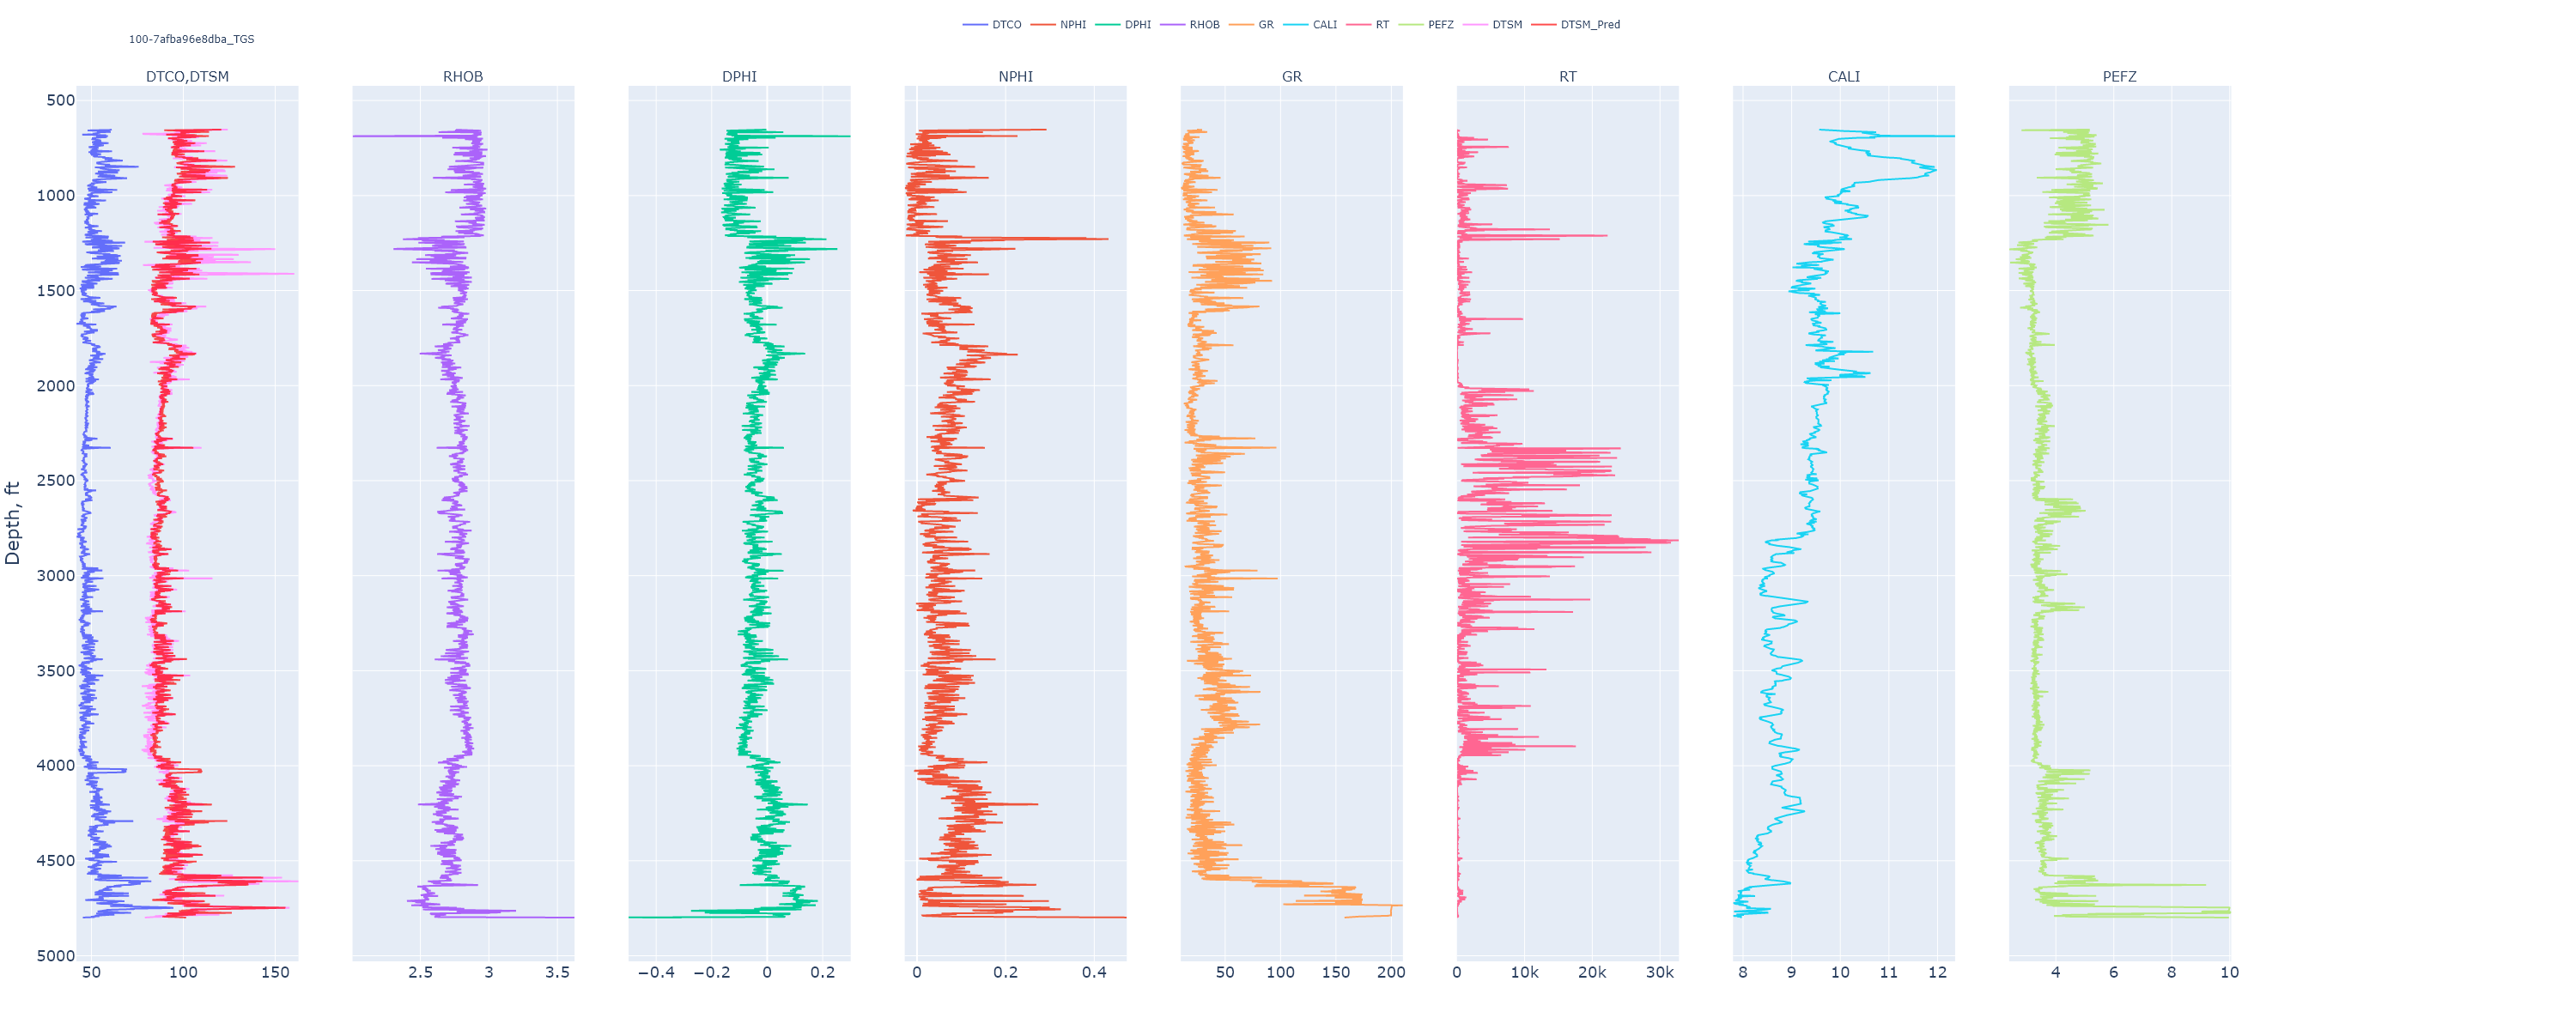 DTCO NPHI DPHI RHOB GR CALI RT PEFZ DTSM DTSM_Pred
100-7afba96e8dba_TGS
DTCO,DTSM RHOB DPHI NPHI GR RT CALI PEFZ
Depth, ft
500
1000
1500
2000
2500
3000
3500
4000
4500
5000
50 100 150 2.5 3 3.5 −0.4 −0.2 0 0.2 0 0.2 0.4 50 100 150 200 0 10k 20k 30k 8 9 10 11 12 4 6 8 10